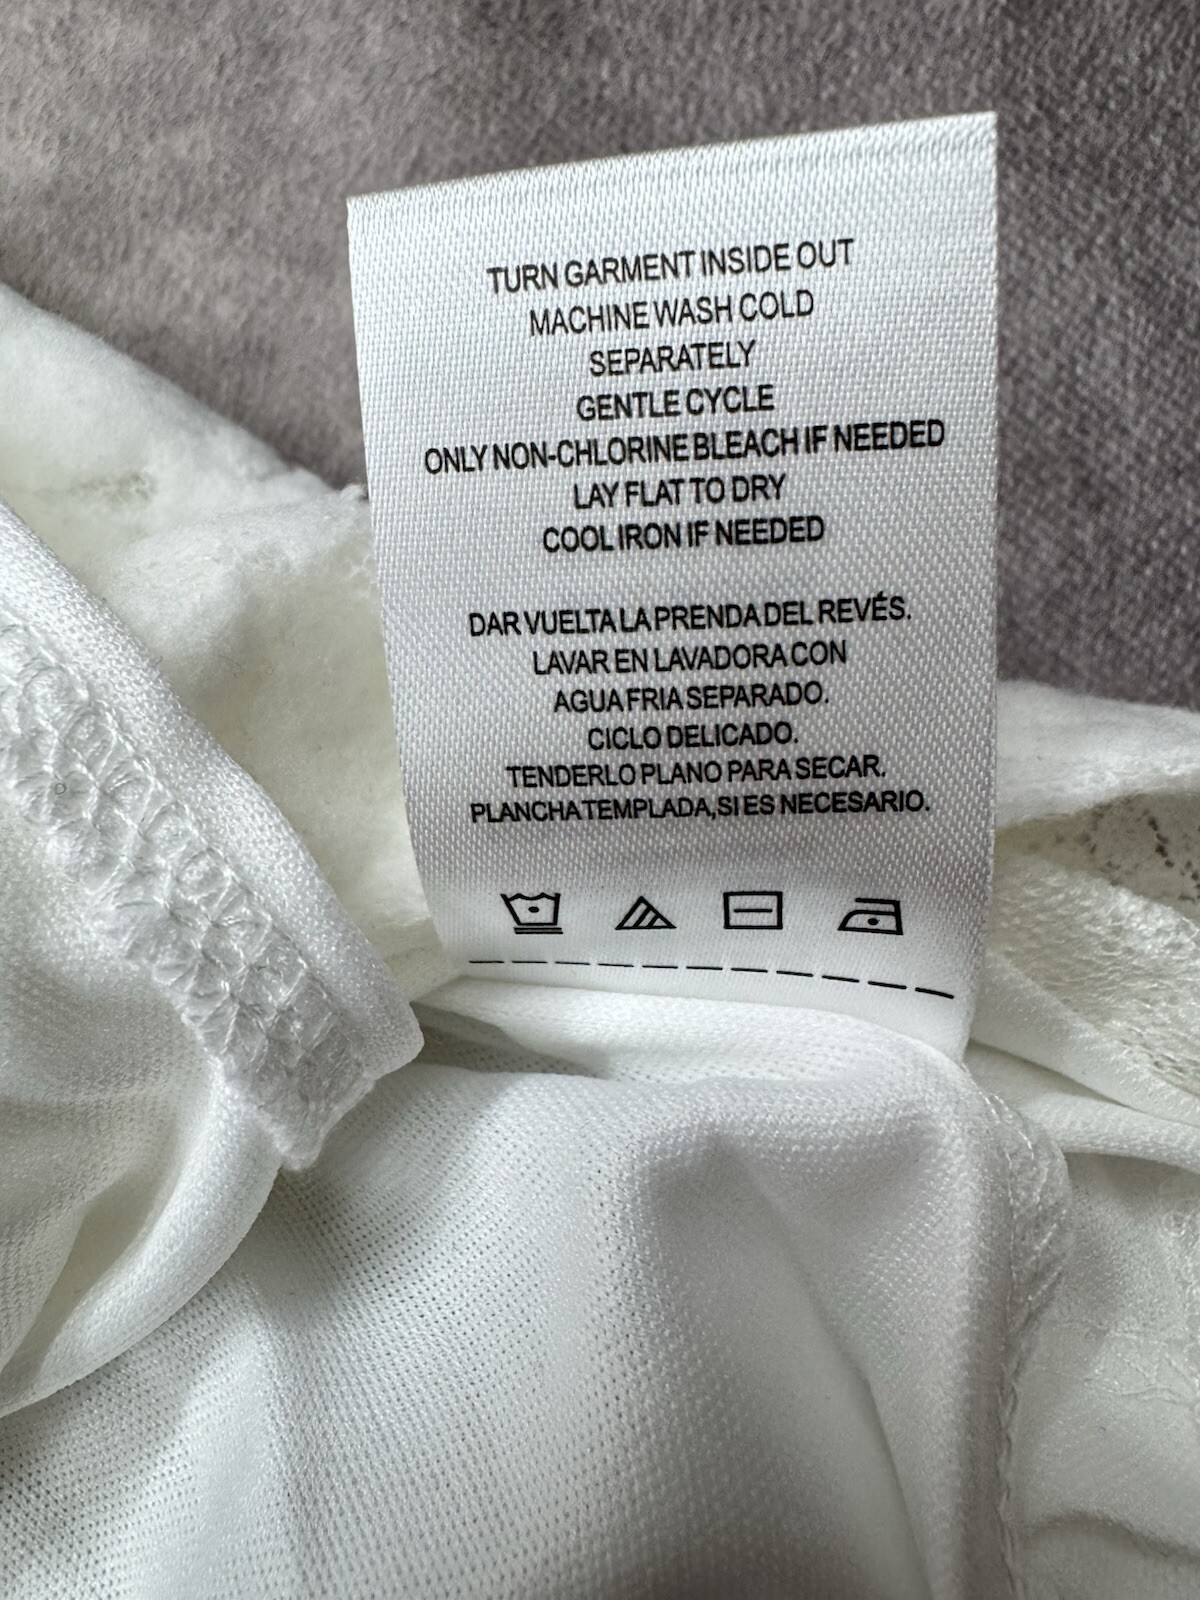 TURN GARMENT INSIDE OUT
MACHINE WASH COLD
SEPARATELY
GENTLE CYCLE
ONLY NON-CHLORINE BLEACH IF NEEDED
LAY FLAT TO DRY
COOL IRON IF NEEDED
DAR VUELTA LA PRENDA DEL REVÉS.
LAVAR EN LAVADORA CON
AGUA FRIA SEPARADO.
CICLO DELICADO.
TENDERLO PLANO PARA SECAR.
PLANCHA TEMPLADA, SI ES NECESARIO.